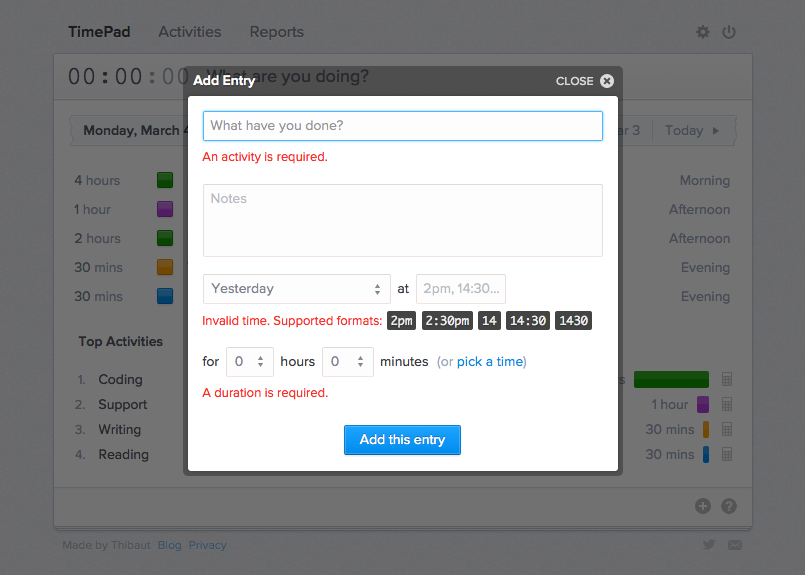 TimePad Activities Reports
00:00:00 What are you doing?
Add Entry CLOSE
Monday, March 4 ar 3 Today
What have you done?
An activity is required.
4 hours Morning
Notes
1 hour Afternoon
2 hours Afternoon
30 mins Evening
Yesterday at 2pm, 14:30...
30 mins Evening
Invalid time. Supported formats: 2pm 2:30pm 14 14:30 1430
Top Activities
for 0 hours 0 minutes (or pick a time)
1. Coding s
A duration is required.
2. Support 1 hour
3. Writing 30 mins
Add this entry
4. Reading 30 mins
Made by Thibaut Blog Privacy